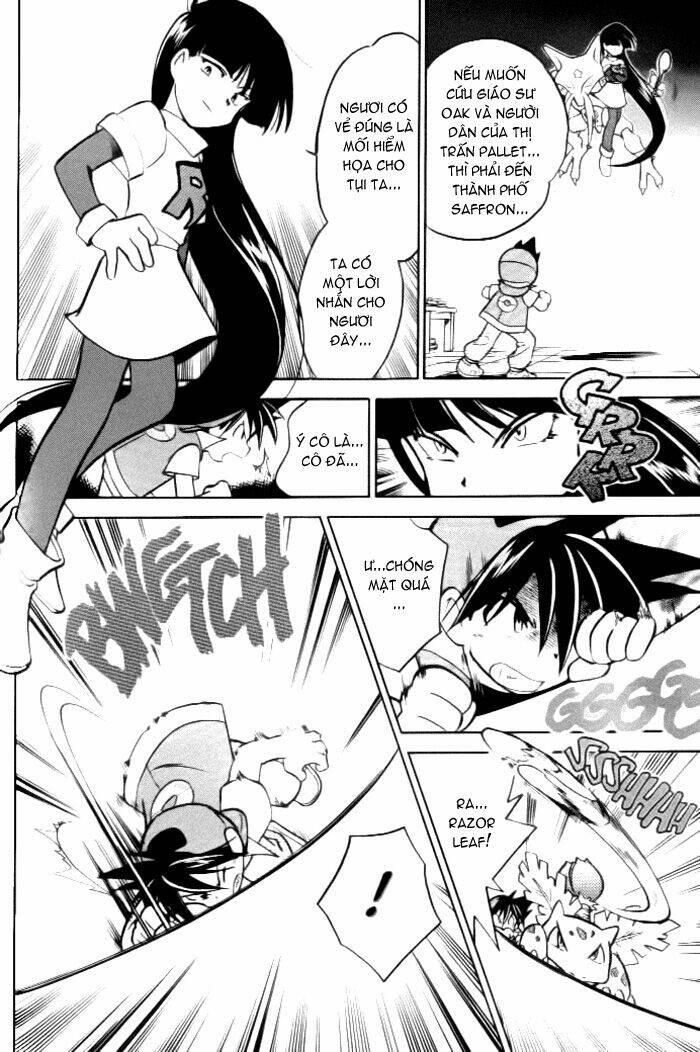 NGƯƠI CÓ
VẺ ĐÚNG LÀ
MỐI HIỂM
HỌA CHO
TỤI TA...
TA CÓ
MỘT LỜI
NHẮN CHO
NGƯƠI
ĐÂY...
NẾU MUỐN
CỨU GIÁO SƯ
OAK VÀ NGƯỜI
DÂN CỦA THỊ
TRẤN PALLET...
THÌ PHẢI ĐẾN
THÀNH PHỐ
SAFFRON...
R
Ý CÔ LÀ...
CÔ ĐÃ...
GRRR
BWETCH
Ư...CHÓNG
MẶT QUÁ
...
GGGGG
SSSSHHAHH
RA...
RAZOR
LEAF!
!